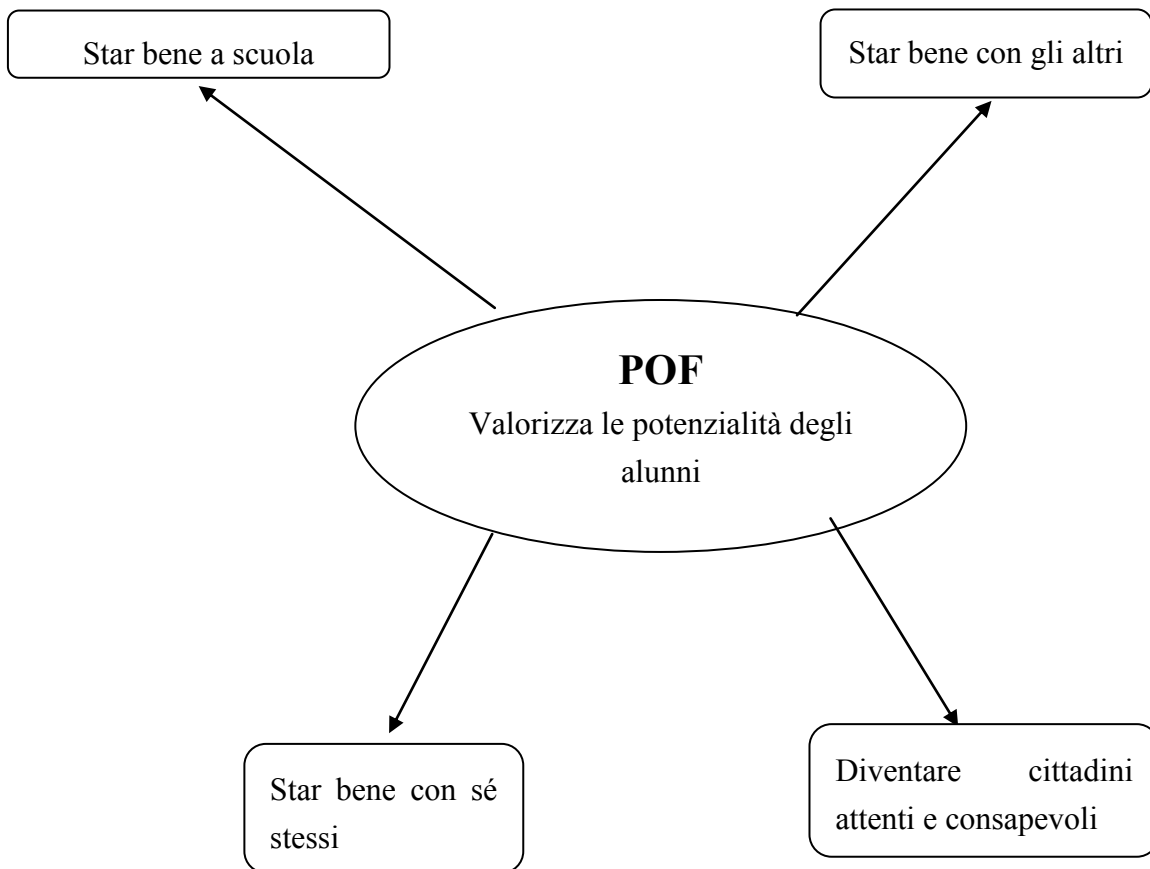 Star bene a scuola
Star bene con gli altri
POF
Valorizza le potenzialità degli
alunni
Star bene con sé
stessi
Diventare cittadini
attenti e consapevoli